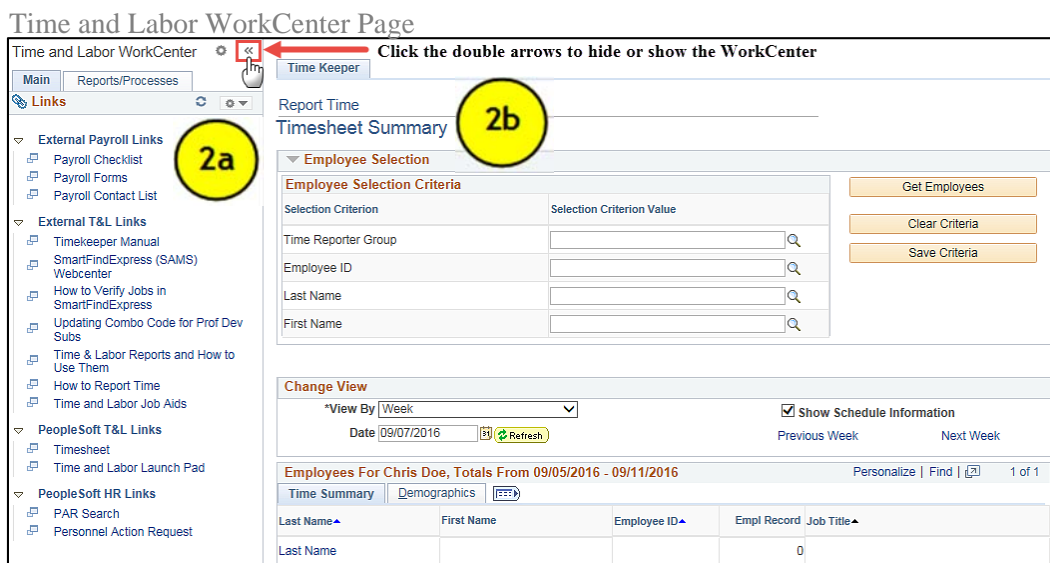 Time and Labor WorkCenter Page
Time and Labor WorkCenter
Click the double arrows to hide or show the WorkCenter
Main
Reports/Processes
Links
External Payroll Links
Payroll Checklist
Payroll Forms
Payroll Contact List
2a
External T&L Links
Timekeeper Manual
SmartFindExpress (SAMS)
Webcenter
How to Verify Jobs in
SmartFindExpress
Updating Combo Code for Prof Dev
Subs
Time & Labor Reports and How to
Use Them
How to Report Time
Time and Labor Job Aids
PeopleSoft T&L Links
Timesheet
Time and Labor Launch Pad
PeopleSoft HR Links
PAR Search
Personnel Action Request
Time Keeper
Report Time
Timesheet Summary
2b
Employee Selection
Employee Selection Criteria
Selection Criterion Selection Criterion Value
Time Reporter Group
Employee ID
Last Name
First Name
Get Employees
Clear Criteria
Save Criteria
Change View
*View By Week
Show Schedule Information
Date 09/07/2016 31 Refresh
Previous Week Next Week
Employees For Chris Doe, Totals From 09/05/2016 - 09/11/2016 Personalize | Find | 1 of 1
Time Summary Demographics
Last Name First Name Employee ID Empl Record Job Title
Last Name 0